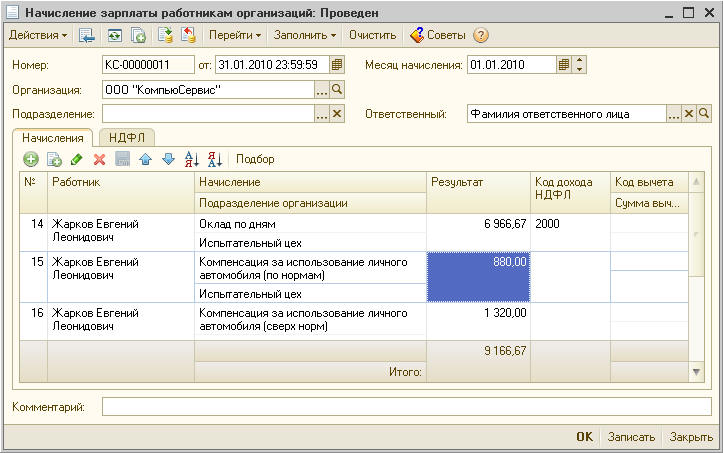 Начисление зарплаты работникам организаций: Проведен
Действия Перейти Заполнить Очистить Советы
Номер: КС-00000011 от: 31.01.2010 23:59:59 Месяц начисления: 01.01.2010
Организация: ООО "КомпьюСервис"
Подразделение: Ответственный: Фамилия ответственного лица
Начисления НДФЛ
Подбор
№ Работник Начисление Результат Код дохода НДФЛ Код вычета
Подразделение организации Сумма выч...
14 Жарков Евгений Леонидович Оклад по дням 6 966,67 2000
Испытательный цех
15 Жарков Евгений Леонидович Компенсация за использование личного автомобиля (по нормам) 880,00
Испытательный цех
16 Жарков Евгений Леонидович Компенсация за использование личного автомобиля (сверх норм) 1 320,00
9 166,67
Итого:
Комментарий:
OK Записать Закрыть